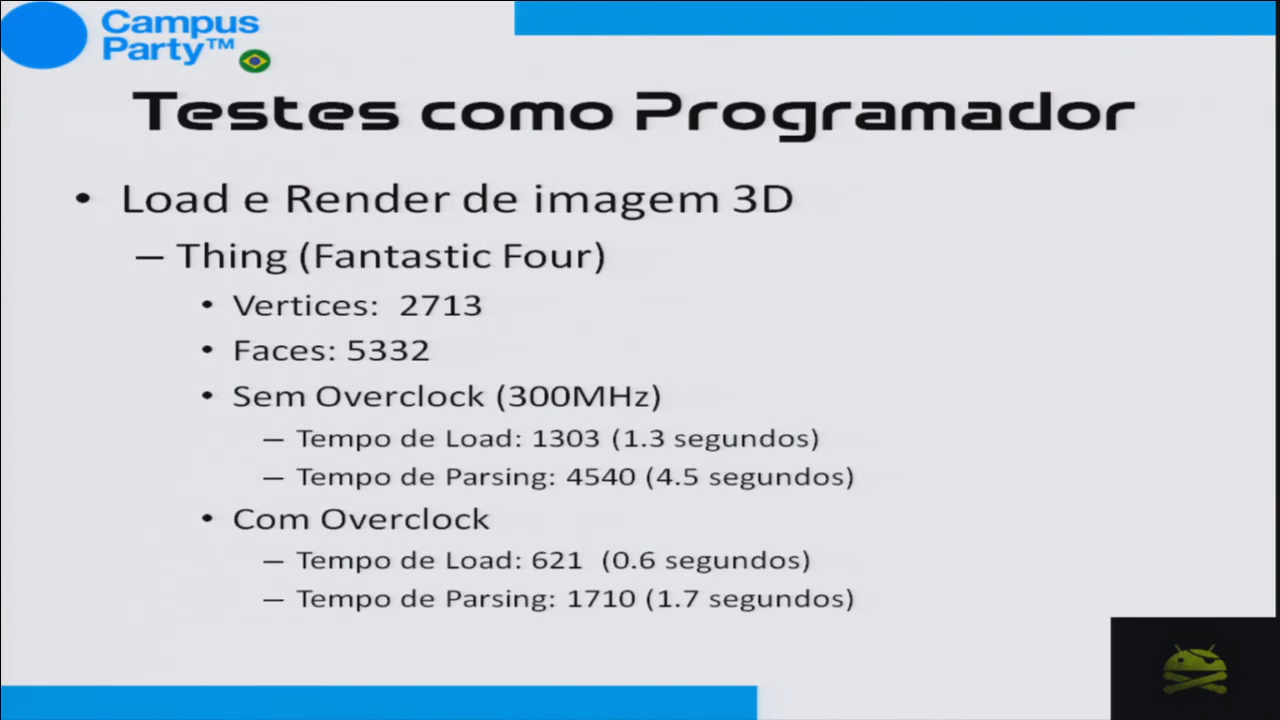 Campus
Party™
Testes como Programador
• Load e Render de imagem 3D
– Thing (Fantastic Four)
• Vertices: 2713
• Faces: 5332
• Sem Overclock (300MHz)
– Tempo de Load: 1303 (1.3 segundos)
– Tempo de Parsing: 4540 (4.5 segundos)
• Com Overclock
– Tempo de Load: 621 (0.6 segundos)
– Tempo de Parsing: 1710 (1.7 segundos)